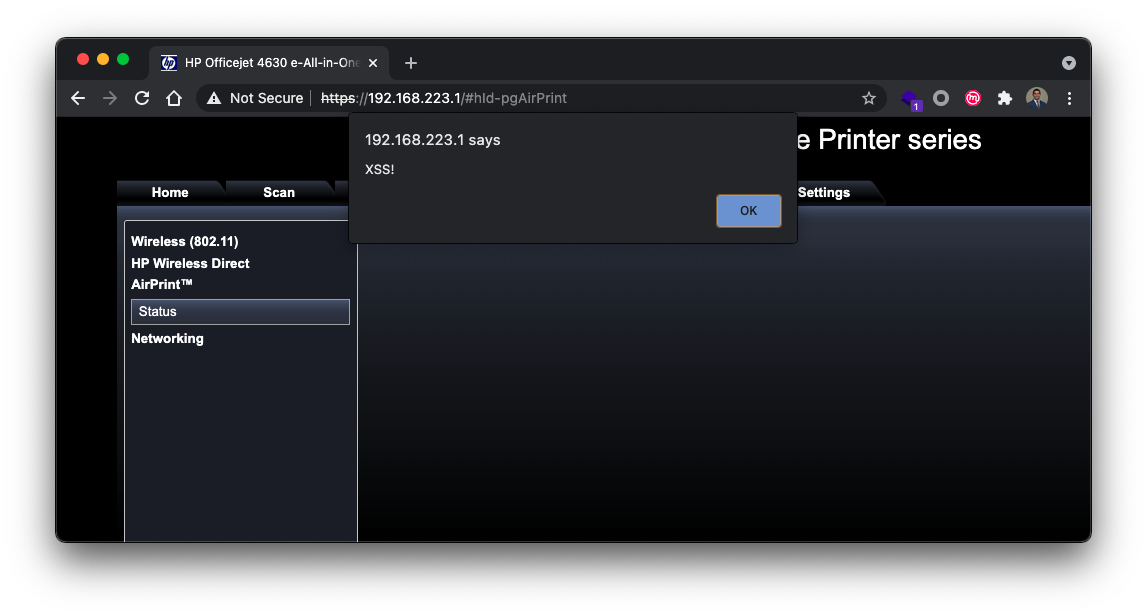 HP Officejet 4630 e-All-in-One
Not Secure https://192.168.223.1/#hId-pgAirPrint
1
192.168.223.1 says
XSS!
OK
e Printer series
Home Scan Settings
Wireless (802.11)
HP Wireless Direct
AirPrint™
Status
Networking